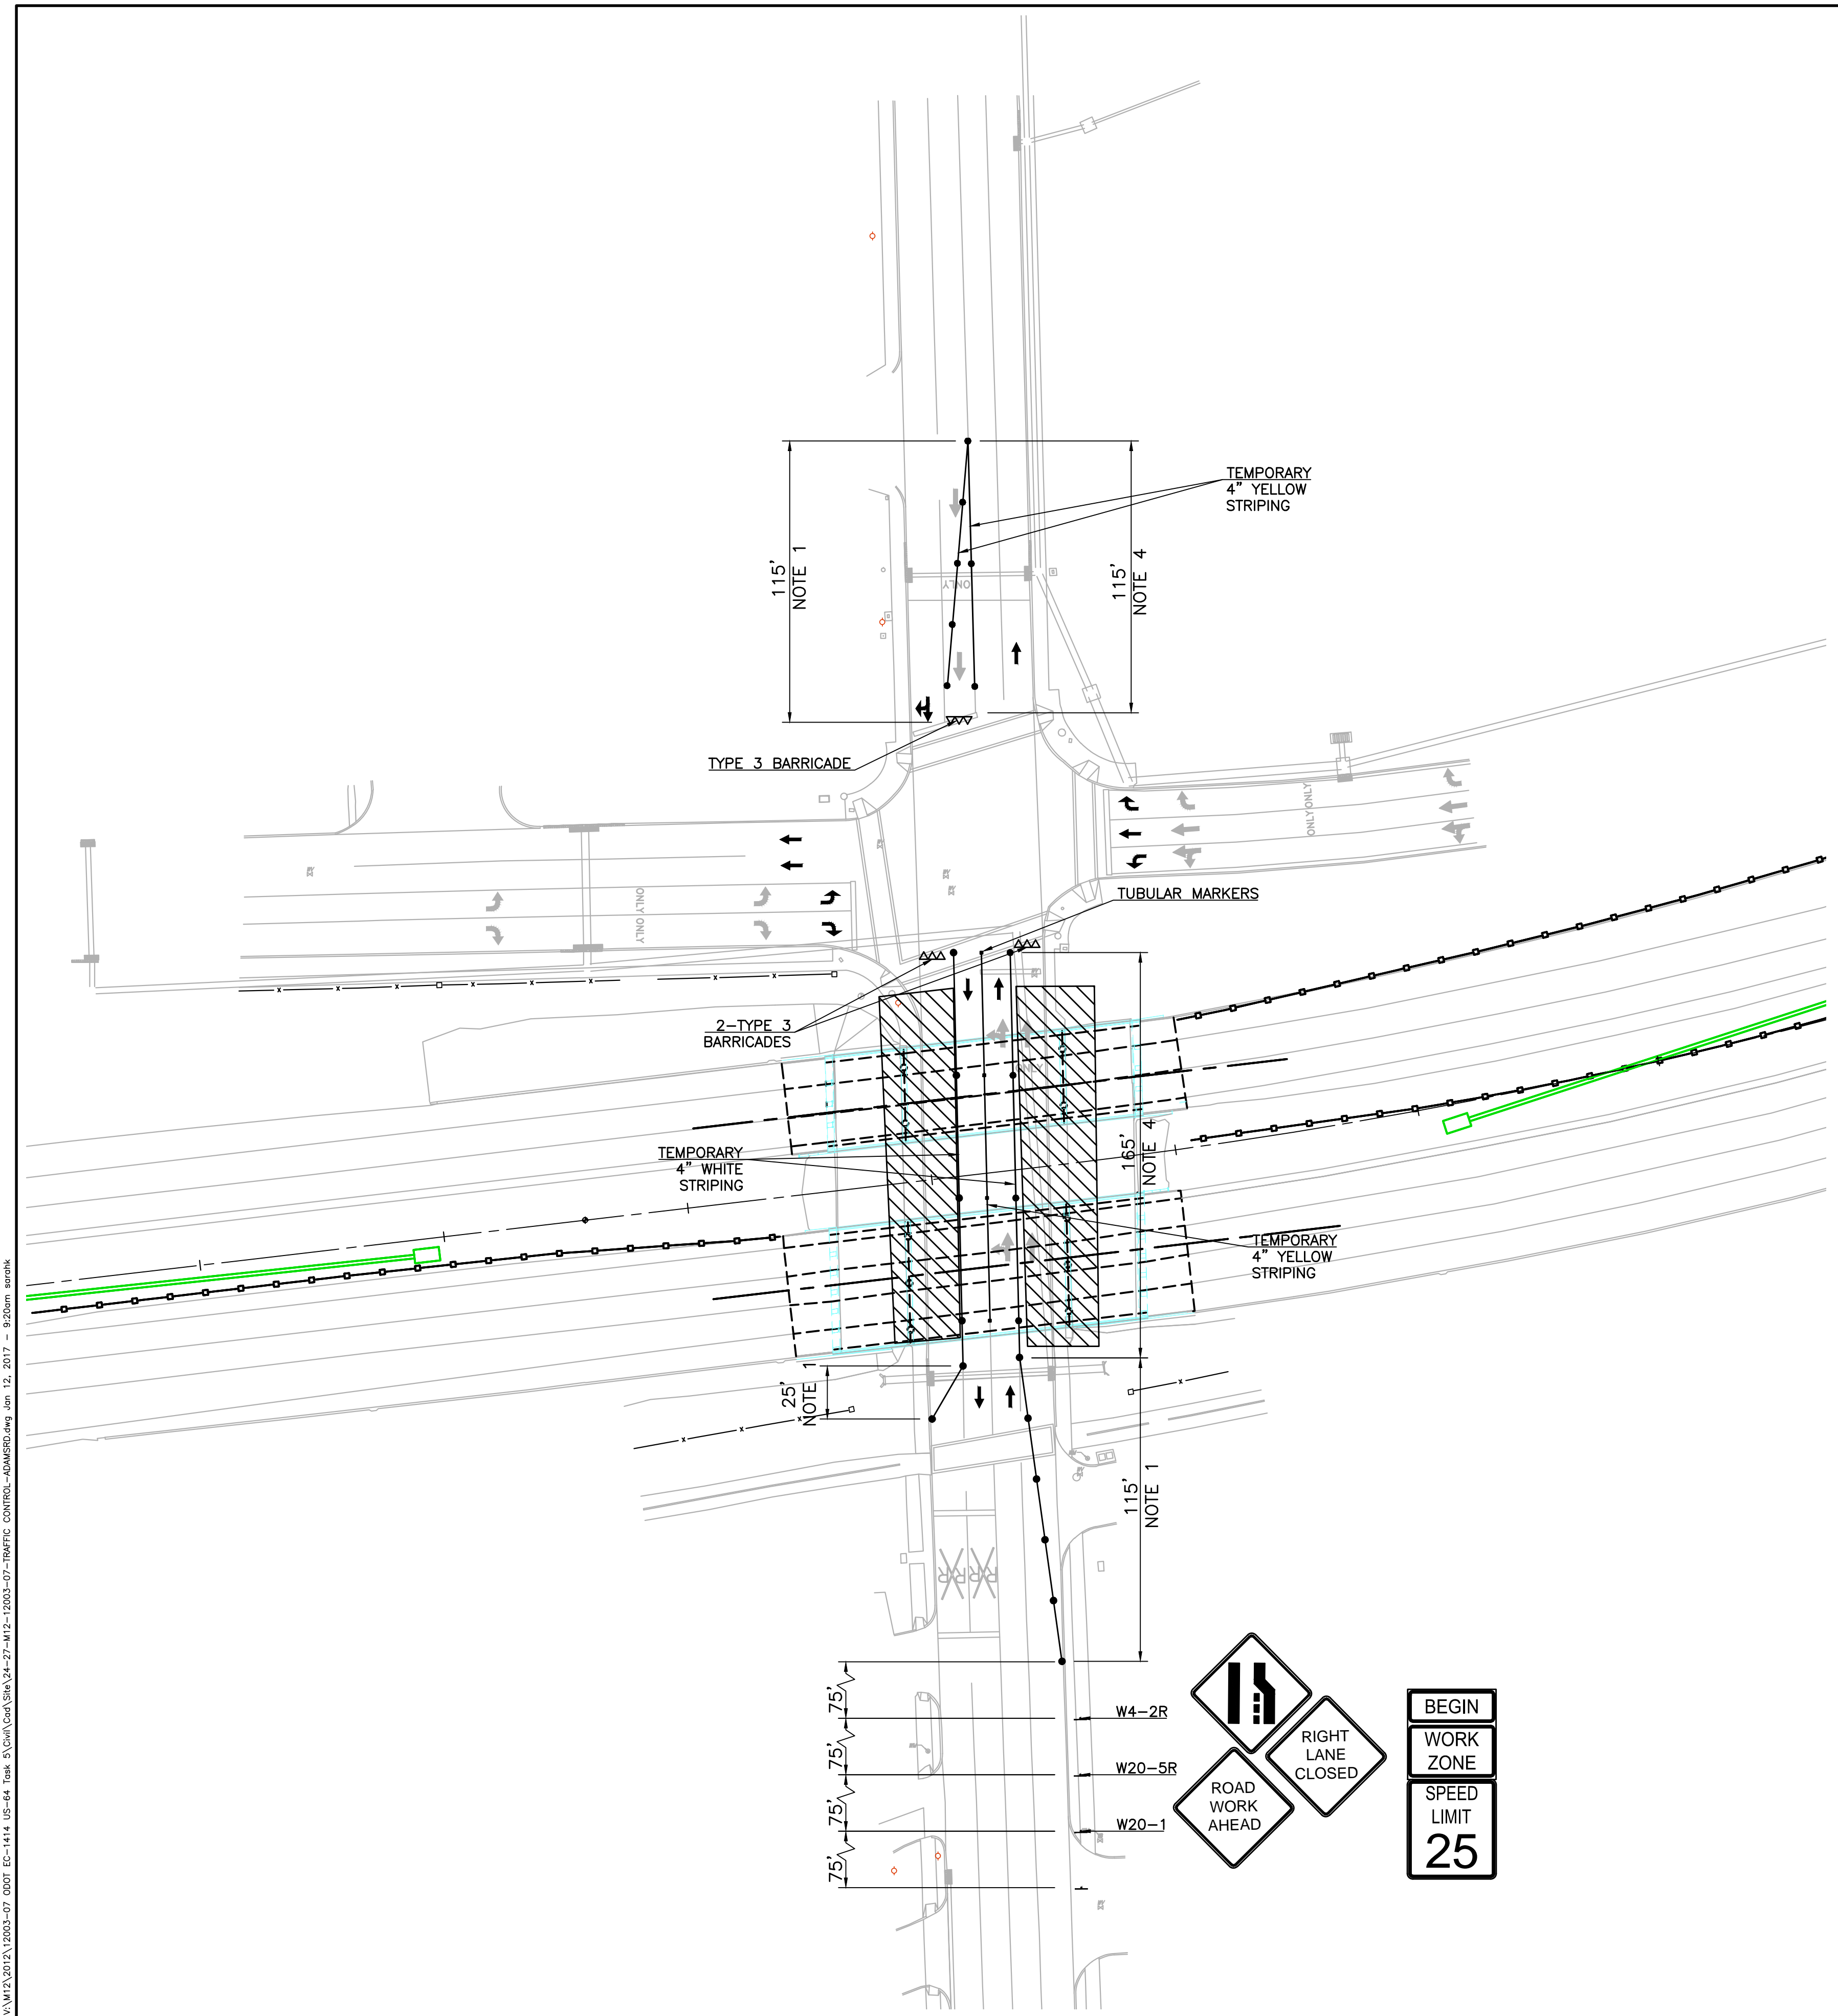 TEMPORARY
4” YELLOW
STRIPING
115’
NOTE 1
115’
NOTE 4
ONLY
TYPE 3 BARRICADE
ONLY
ONLY
ONLY
ONLY
TUBULAR MARKERS
2-TYPE 3
BARRICADES
ONLY
TEMPORARY
4” WHITE
STRIPING
165’
NOTE 4
TEMPORARY
4” YELLOW
STRIPING
25’
NOTE 1
115’
NOTE 1
R R
R R
75’
W4-2R
75’
W20-5R
75’
W20-1
75’
RIGHT
LANE
CLOSED
ROAD
WORK
AHEAD
BEGIN
WORK
ZONE
SPEED
LIMIT
25
V:\M12\2012\12003-07 ODOT EC-1414 US-64 Task 5\Civil\Cad\Site\24-27-M12-12003-07-TRAFFIC CONTROL-ADAMSRD.dwg Jan 12, 2017 - 9:20am sarahk